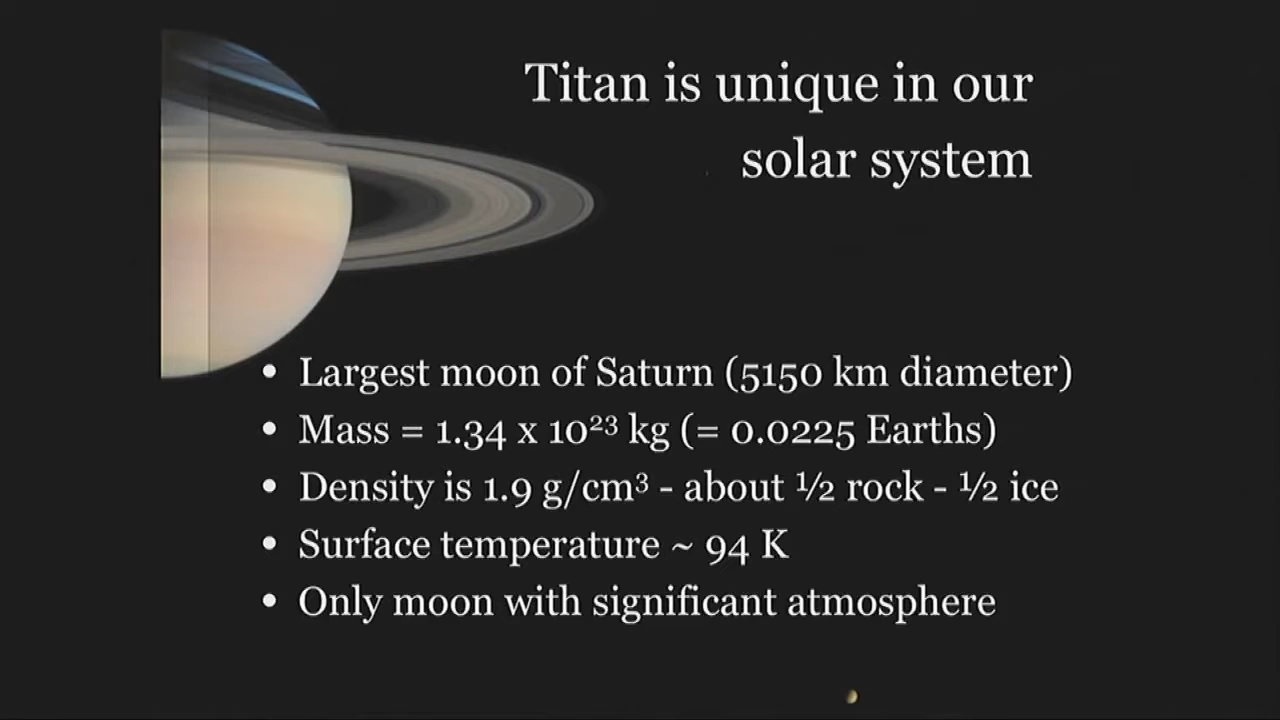 Titan is unique in our
solar system
• Largest moon of Saturn (5150 km diameter)
• Mass = 1.34 x 10²³ kg (= 0.0225 Earths)
• Density is 1.9 g/cm³ - about ½ rock - ½ ice
• Surface temperature ~ 94 K
• Only moon with significant atmosphere